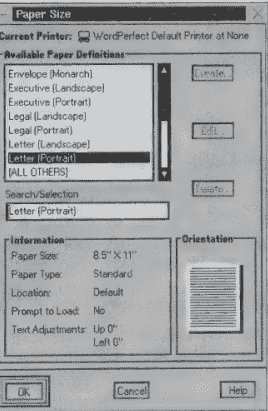 Paper Size
Current Printer: WordPerfect Default Printer at None
Available Paper Definitions
Envelope (Monarch)
Executive (Landscape)
Executive (Portrait)
Legal (Landscape)
Legal (Portrait)
Letter (Landscape)
Letter (Portrait)
[ALL OTHERS]
Create...
Edit...
Search/Selection
Letter (Portrait)
Information
Paper Size: 8.5" X 11"
Paper Type: Standard
Location: Default
Prompt to Load: No
Text Adjustments: Up 0"
Left 0"
Orientation
OK
Cancel
Help